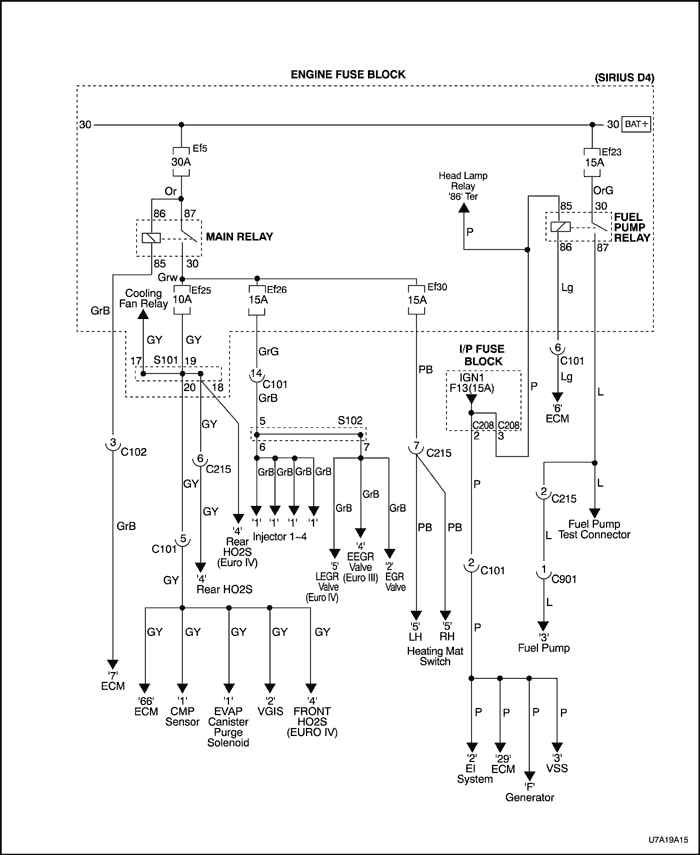 ENGINE FUSE BLOCK
(SIRIUS D4)
30
30
BAT+
Ef5
30A
Ef23
15A
Or
OrG
Head Lamp
Relay
'86' Ter
P
86
87
85
30
MAIN RELAY
85
30
FUEL
PUMP
RELAY
86
87
Grw
Ef25
10A
Ef26
15A
Ef30
15A
Cooling
Fan Relay
GrB
Lg
GY
GY
GrG
PB
I/P FUSE
BLOCK
6
C101
17
S101
19
20
18
14
C101
IGN1
F13(15A)
Lg
P
L
GrB
'6'
ECM
GY
5
S102
6
7
C208
C208
2
3
3
C102
6
C215
7
C215
GrB
GrB
GrB
GrB
GY
GY
GrB
GrB
GrB
P
2
C215
L
GrB
'4'
Rear
HO2S
(Euro IV)
'1'
'1'
'1'
'1'
Injector 1~4
PB
PB
Fuel Pump
Test Connector
5
C101
L
'5'
LEGR
Valve
(Euro IV)
'4'
EEGR
Valve
(Euro III)
'2'
EGR
Valve
2
C101
1
C901
GY
'4'
Rear HO2S
L
'5'
LH
'5'
RH
Heating Mat
Switch
P
'3'
Fuel Pump
GY
GY
GY
GY
GY
'7'
ECM
'66'
ECM
'1'
CMP
Sensor
'1'
EVAP
Canister
Purge
Solenoid
'2'
VGIS
'4'
FRONT
HO2S
(EURO IV)
P
P
P
P
'2'
EI
System
'29'
ECM
'F'
Generator
'3'
VSS
U7A19A15